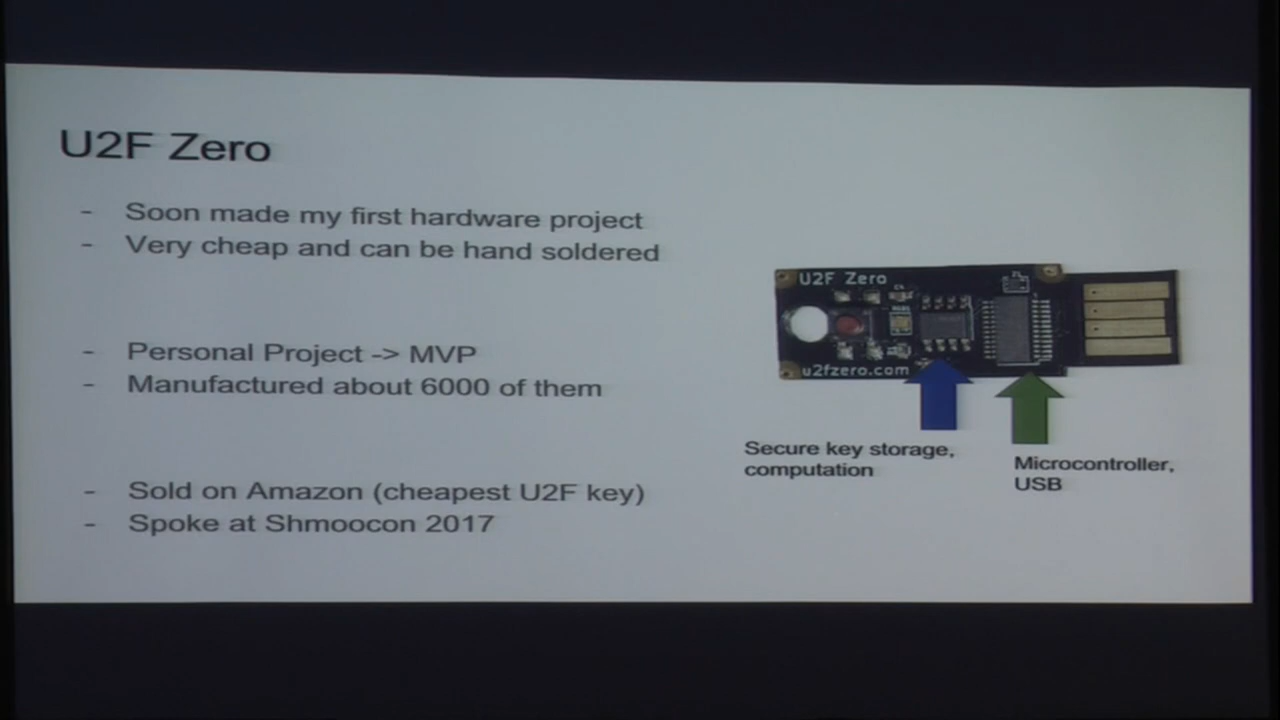 U2F Zero
- Soon made my first hardware project
- Very cheap and can be hand soldered
- Personal Project -> MVP
- Manufactured about 6000 of them
- Sold on Amazon (cheapest U2F key)
- Spoke at Shmoocon 2017
U2F Zero
u2fzero.com
Secure key storage,
computation
Microcontroller,
USB